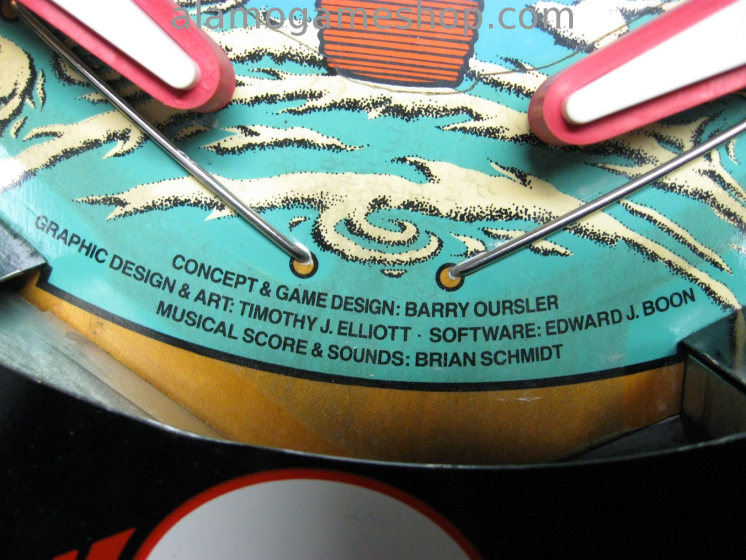 alamogameshop.com
CONCEPT & GAME DESIGN: BARRY OURSLER
GRAPHIC DESIGN & ART: TIMOTHY J. ELLIOTT · SOFTWARE: EDWARD J. BOON
MUSICAL SCORE & SOUNDS: BRIAN SCHMIDT